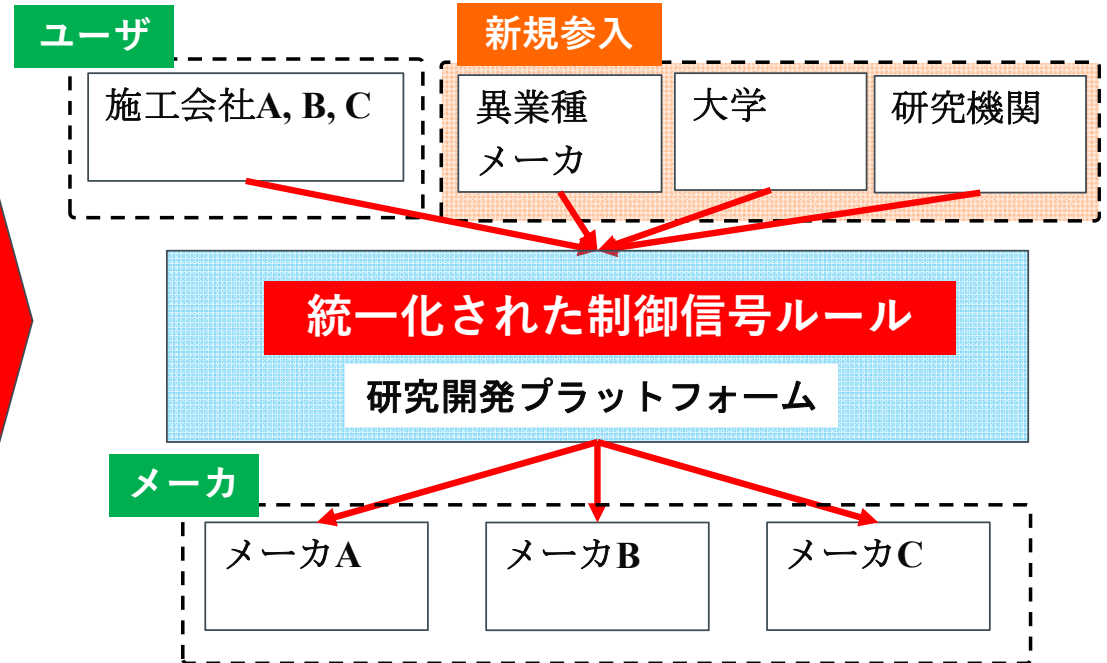 ユーザ
新規参入
施工会社A, B, C
異業種
メーカ
大学
研究機関
統一化された制御信号ルール
研究開発プラットフォーム
メーカ
メーカA
メーカB
メーカC